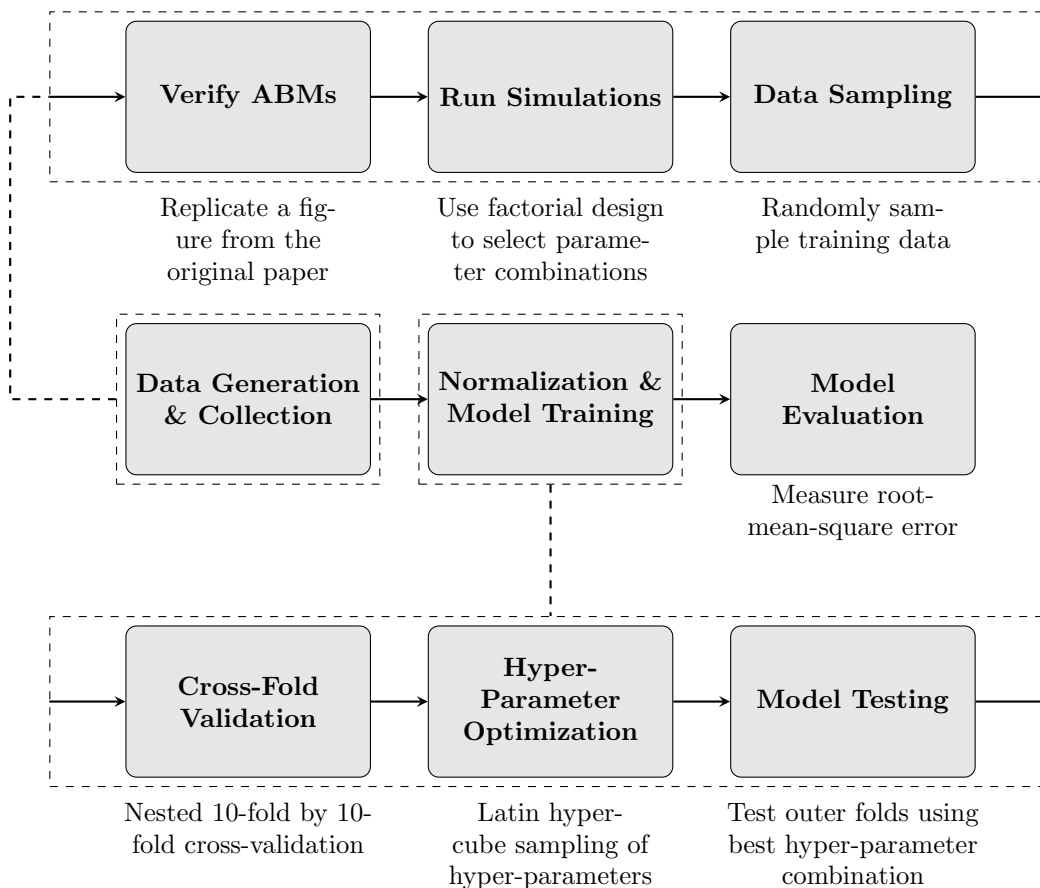 Verify ABMs
Run Simulations
Data Sampling
Replicate a fig-
ure from the
original paper
Use factorial design
to select parame-
ter combinations
Randomly sam-
ple training data
Data Generation
& Collection
Normalization &
Model Training
Model
Evaluation
Measure root-
mean-square error
Cross-Fold
Validation
Hyper-
Parameter
Optimization
Model Testing
Nested 10-fold by 10-
fold cross-validation
Latin hyper-
cube sampling of
hyper-parameters
Test outer folds using
best hyper-parameter
combination